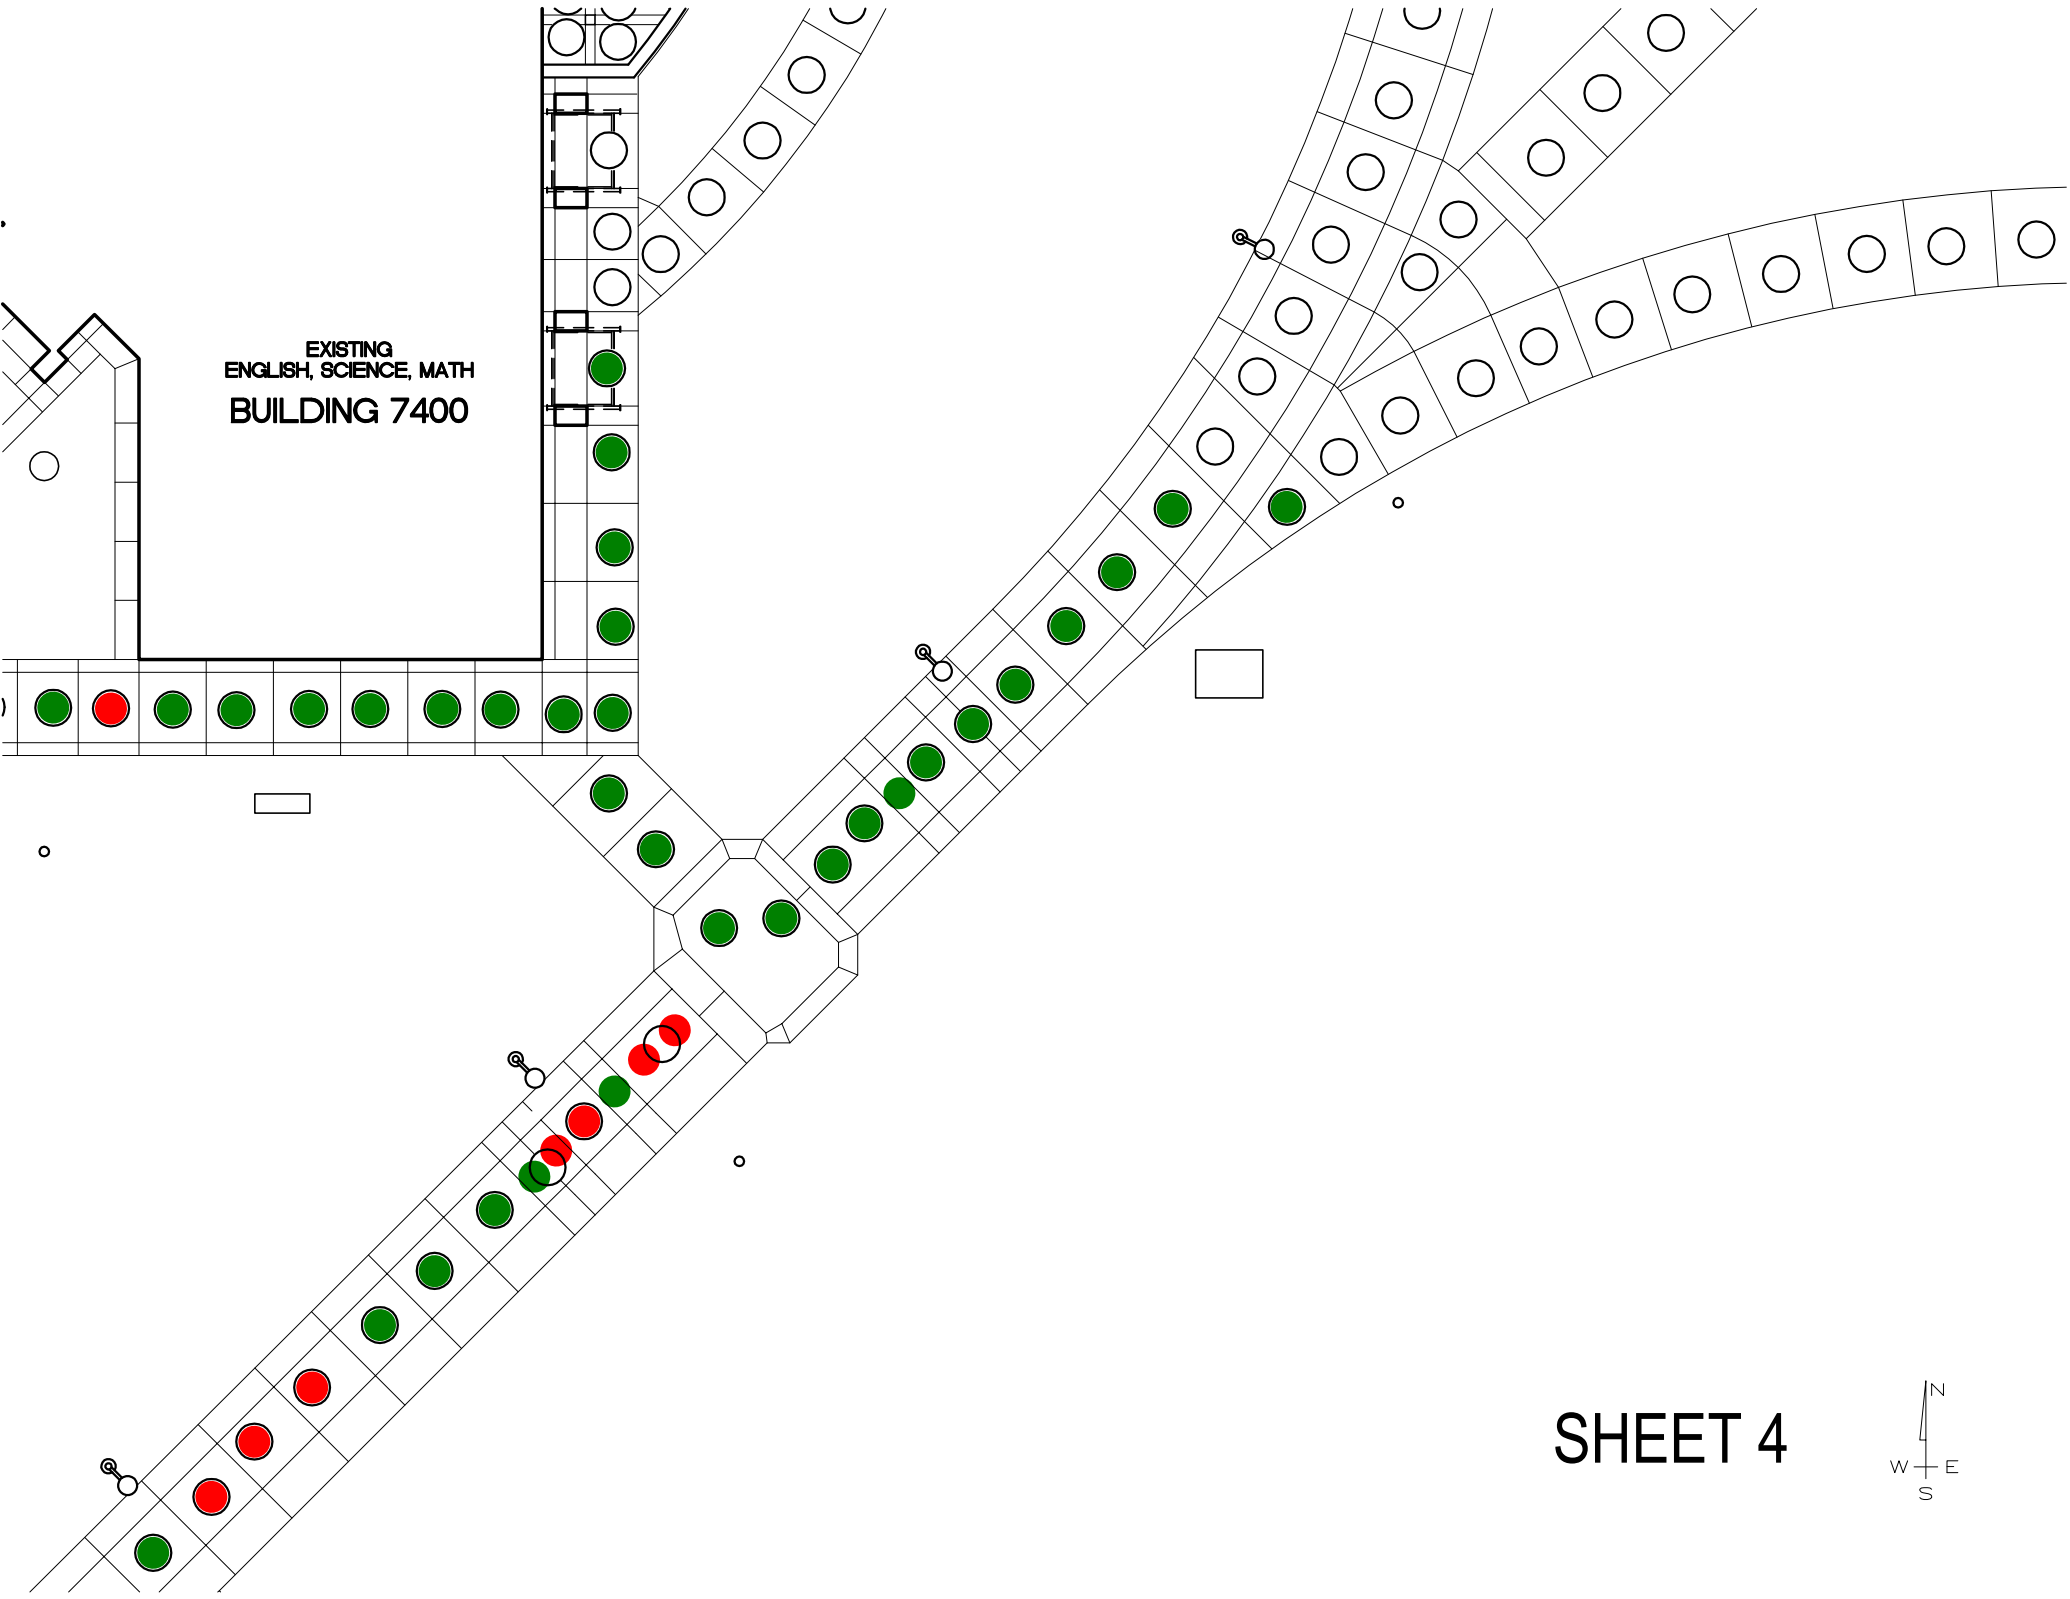 EXISTING
ENGLISH, SCIENCE, MATH
BUILDING 7400
SHEET 4
N
W E
S